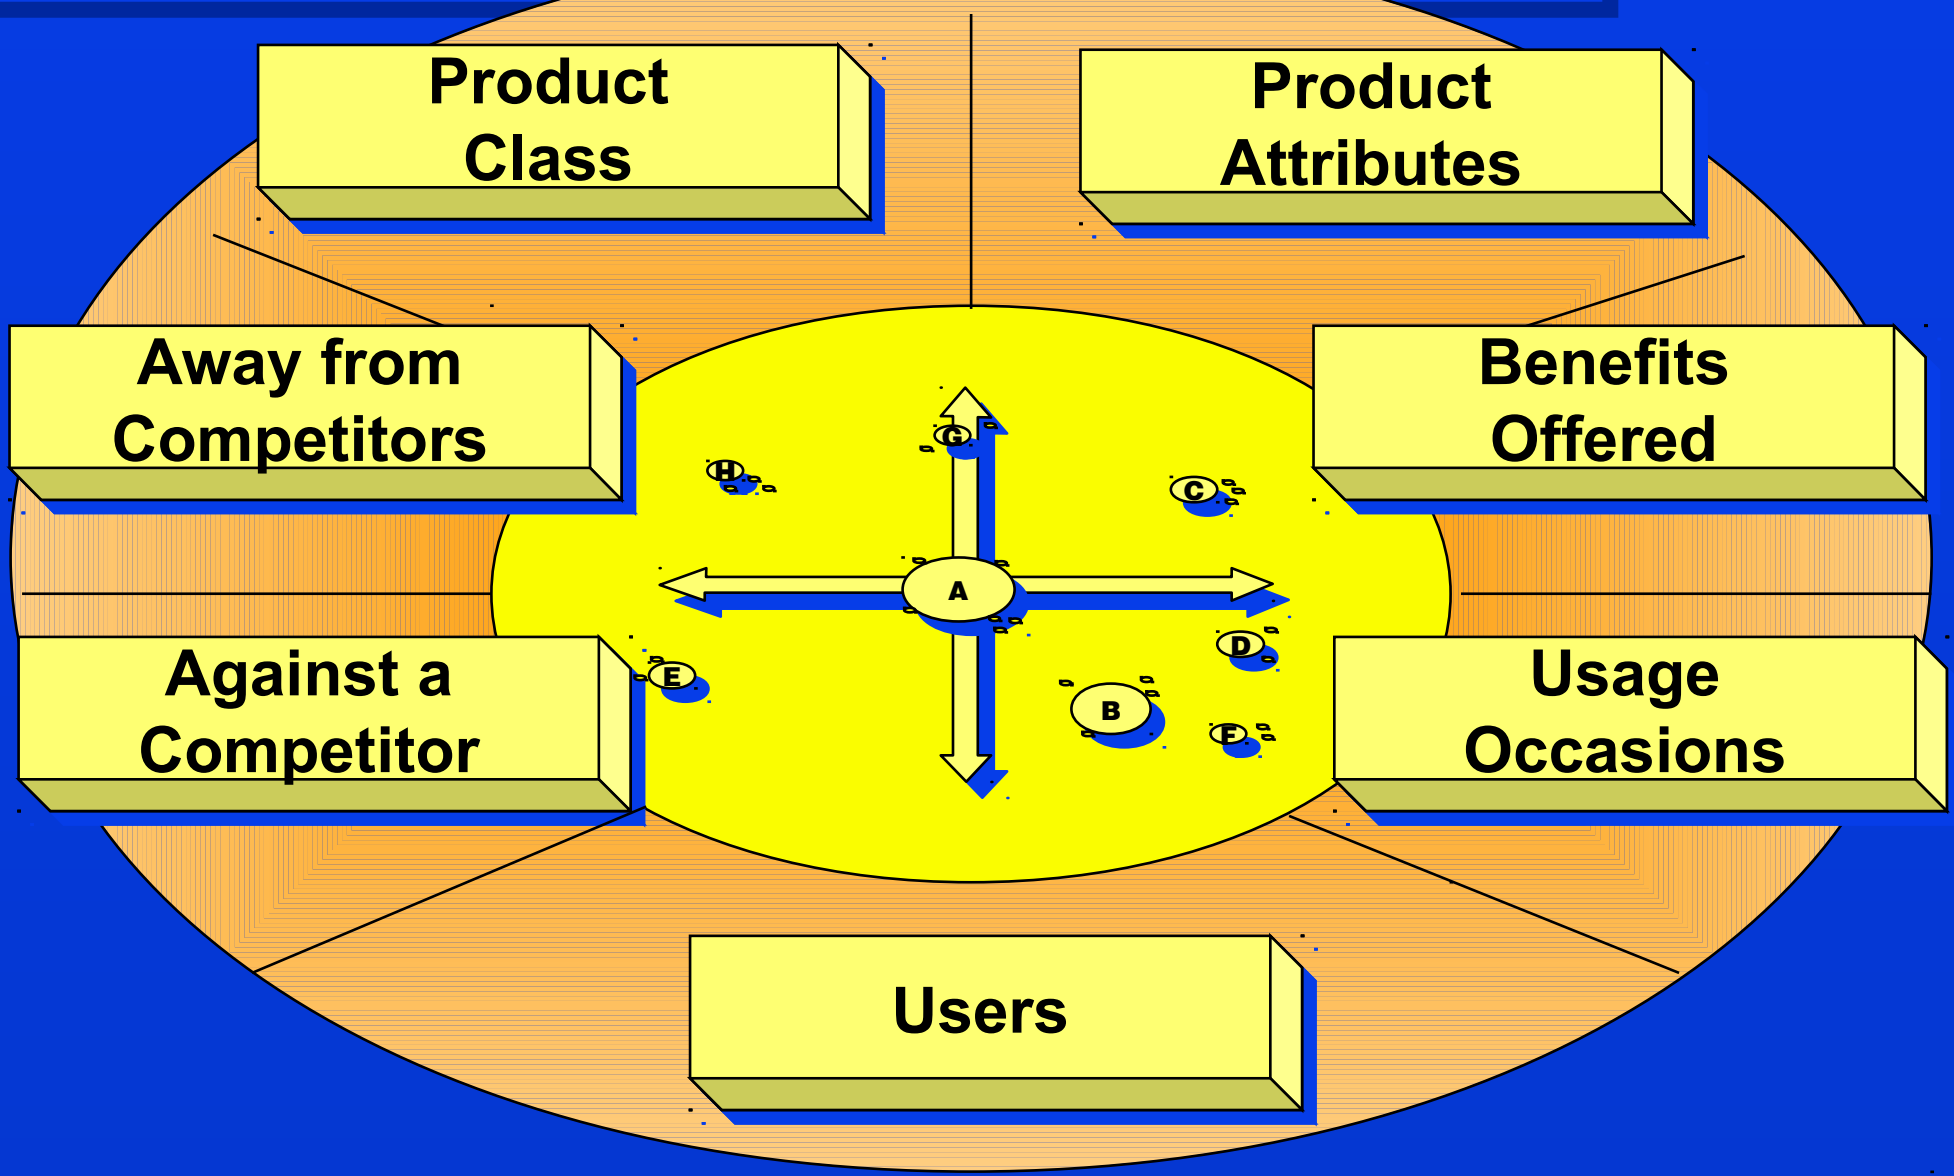 Product
Class
Product
Attributes
Away from
Competitors
Benefits
Offered
G
H
C
A
Against a
Competitor
E
D
B
F
Usage
Occasions
Users